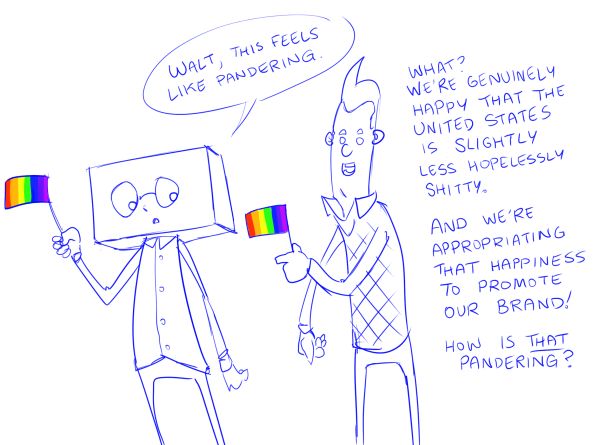 WALT, THIS FEELS
LIKE PANDERING.
WHAT?
WE'RE GENUINELY
HAPPY THAT THE
UNITED STATES
IS SLIGHTLY
LESS HOPELESSLY
SHITTY.
AND WE'RE
APPROPRIATING
THAT HAPPINESS
TO PROMOTE
OUR BRAND!
HOW IS THAT
PANDERING?